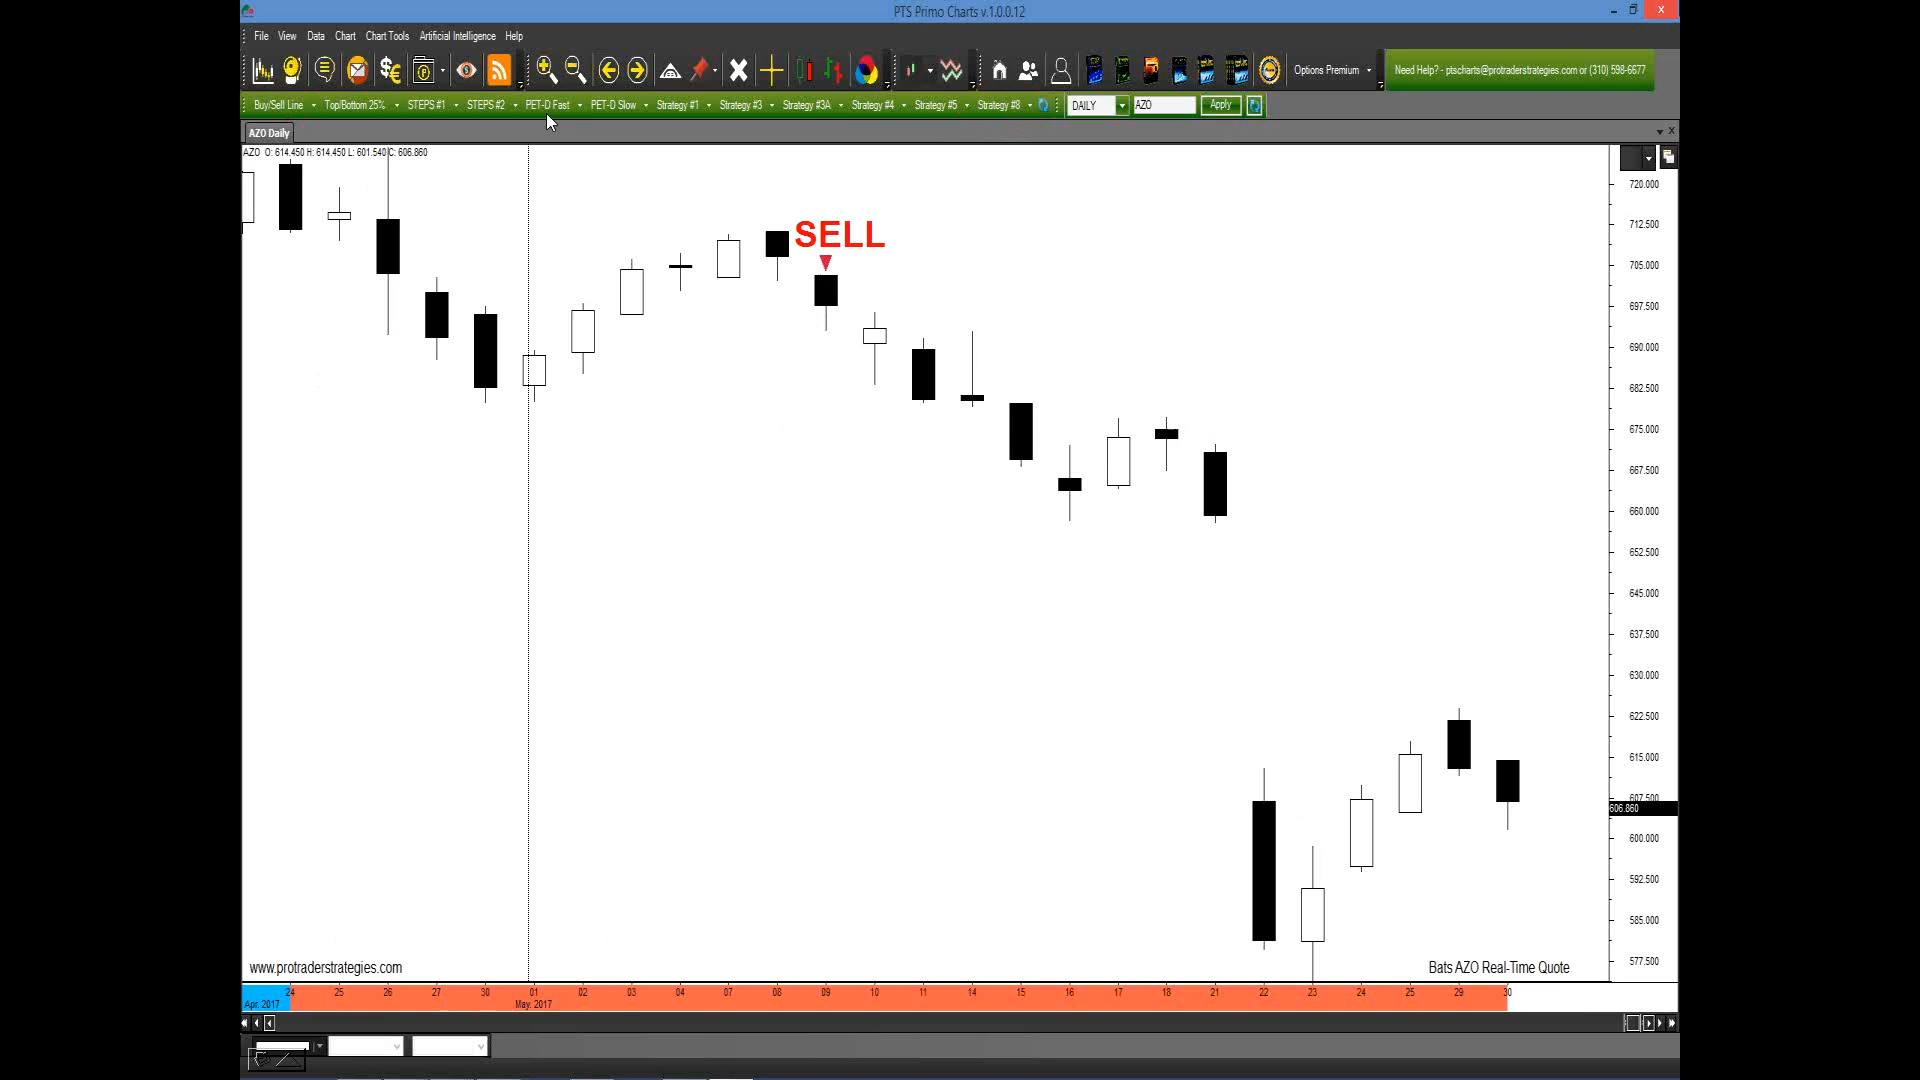 PTS Primo Charts v.1.0.0.12
File View Data Chart Chart Tools Artificial Intelligence Help
Options Premium
Need Help? - ptscharts@protraderstrategies.com or (310) 598-6677
Buy/Sell Line Top/Bottom 25% STEPS #1 STEPS #2 PET-D Fast PET-D Slow Strategy #1 Strategy #3 Strategy #3A Strategy #4 Strategy #5 Strategy #8 DAILY AZO Apply
AZO Daily
AZO O: 614.450 H: 614.450 L: 601.540 C: 606.860
720.000
712.500
SELL
705.000
697.500
690.000
682.500
675.000
667.500
660.000
652.500
645.000
637.500
630.000
622.500
615.000
607.500
606.860
600.000
592.500
585.000
577.500
www.protraderstrategies.com
Bats AZO Real-Time Quote
24 25 26 27 30 01 02 03 04 07 08 09 10 11 14 15 16 17 18 21 22 23 24 25 29 30
Apr. 2017 May. 2017